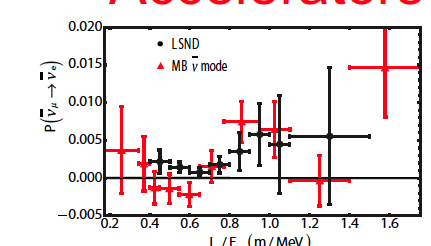 Accelerators
0.020
0.015
0.010
0.005
0.000
−0.005
P(ν̄μ → ν̄e)
LSND
MB ν̄ mode
0.2 0.4 0.6 0.8 1.0 1.2 1.4 1.6
L / E (m / MeV)